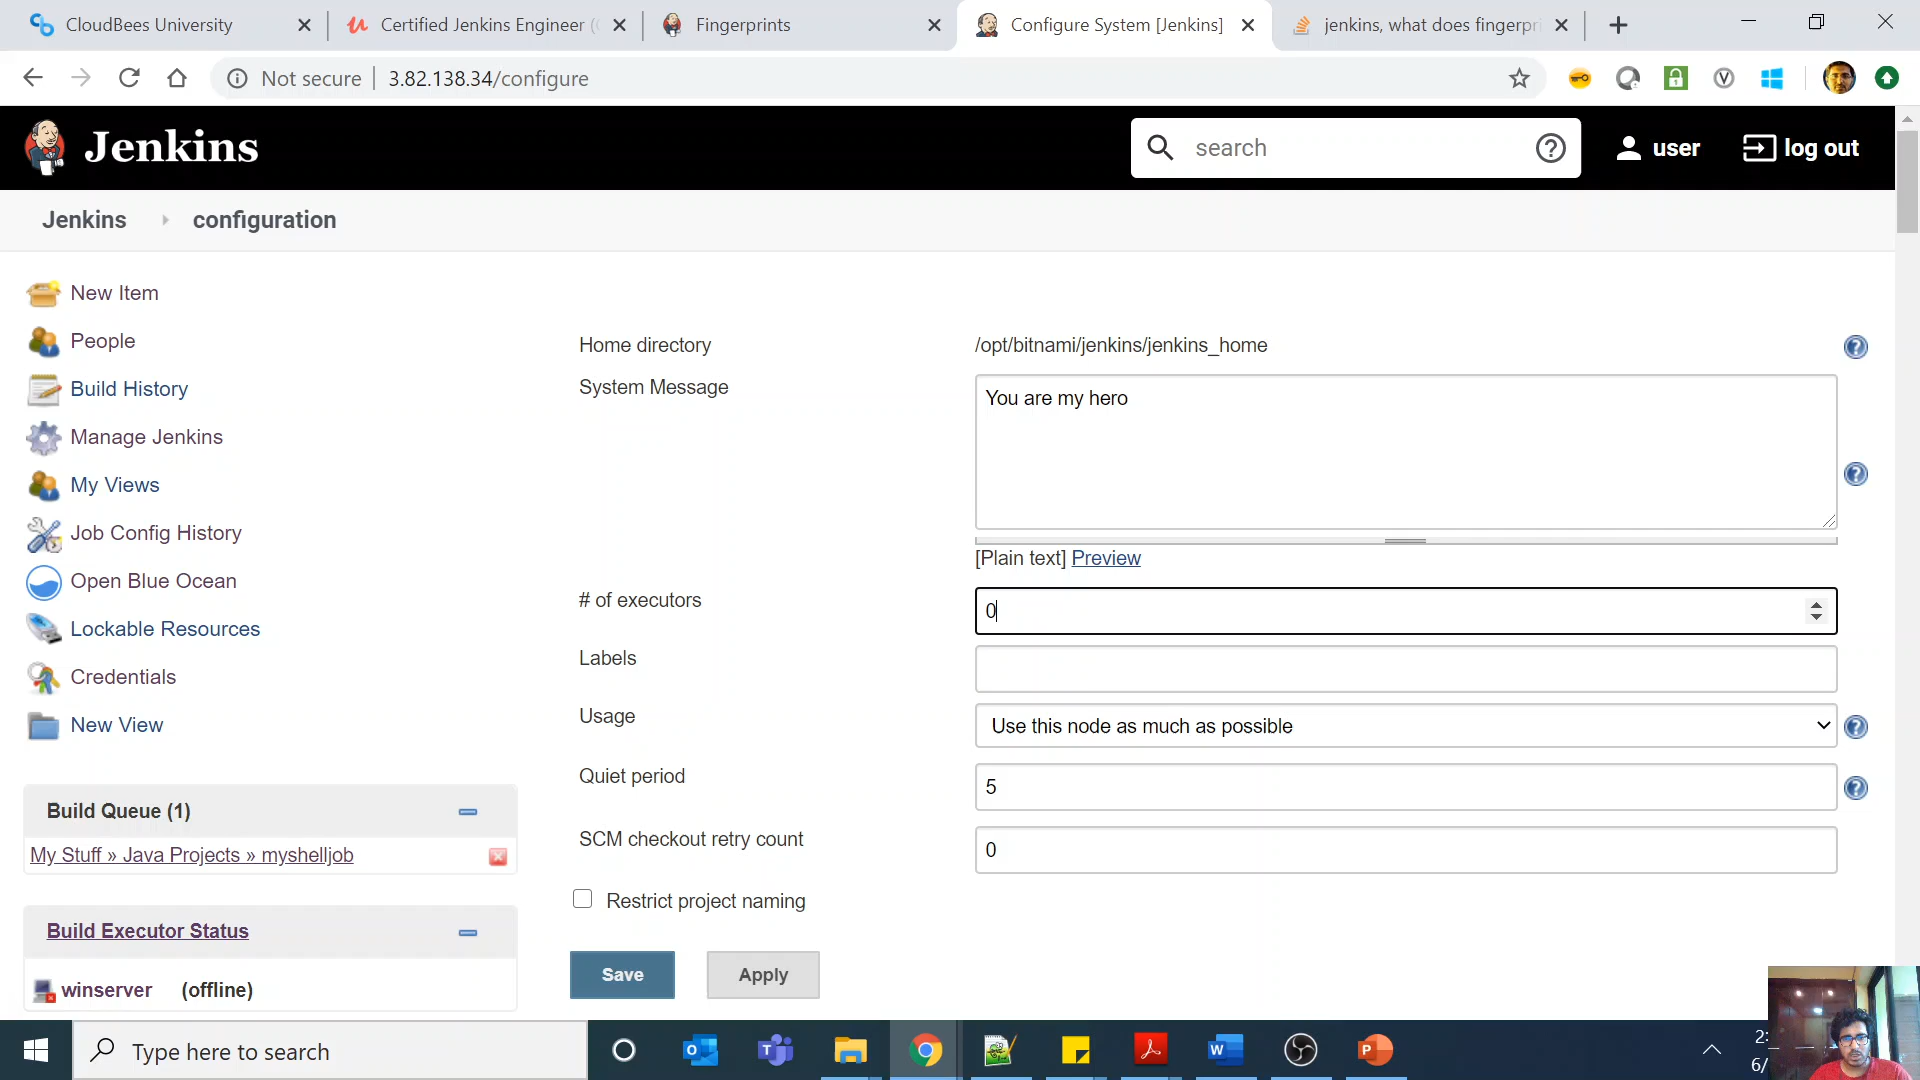 CloudBees University
Certified Jenkins Engineer (
Fingerprints
Configure System [Jenkins]
jenkins, what does fingerpri
Not secure
3.82.138.34/configure
Jenkins
search
user
log out
Jenkins
configuration
New Item
People
Build History
Manage Jenkins
My Views
Job Config History
Open Blue Ocean
Lockable Resources
Credentials
New View
Build Queue (1)
My Stuff » Java Projects » myshelljob
Build Executor Status
winserver (offline)
Home directory
/opt/bitnami/jenkins/jenkins_home
System Message
You are my hero
[Plain text] Preview
# of executors
0
Labels
Usage
Use this node as much as possible
Quiet period
5
SCM checkout retry count
0
Restrict project naming
Save
Apply
Type here to search
2:
6/